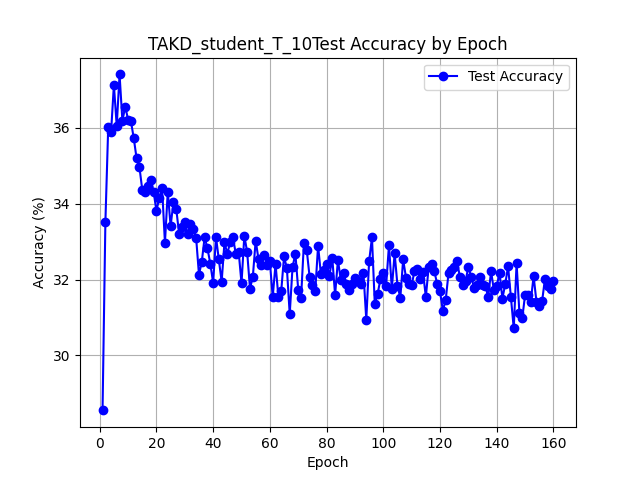 TAKD_student_T_10Test Accuracy by Epoch
Test Accuracy
Accuracy (%)
36
34
32
30
0 20 40 60 80 100 120 140 160
Epoch